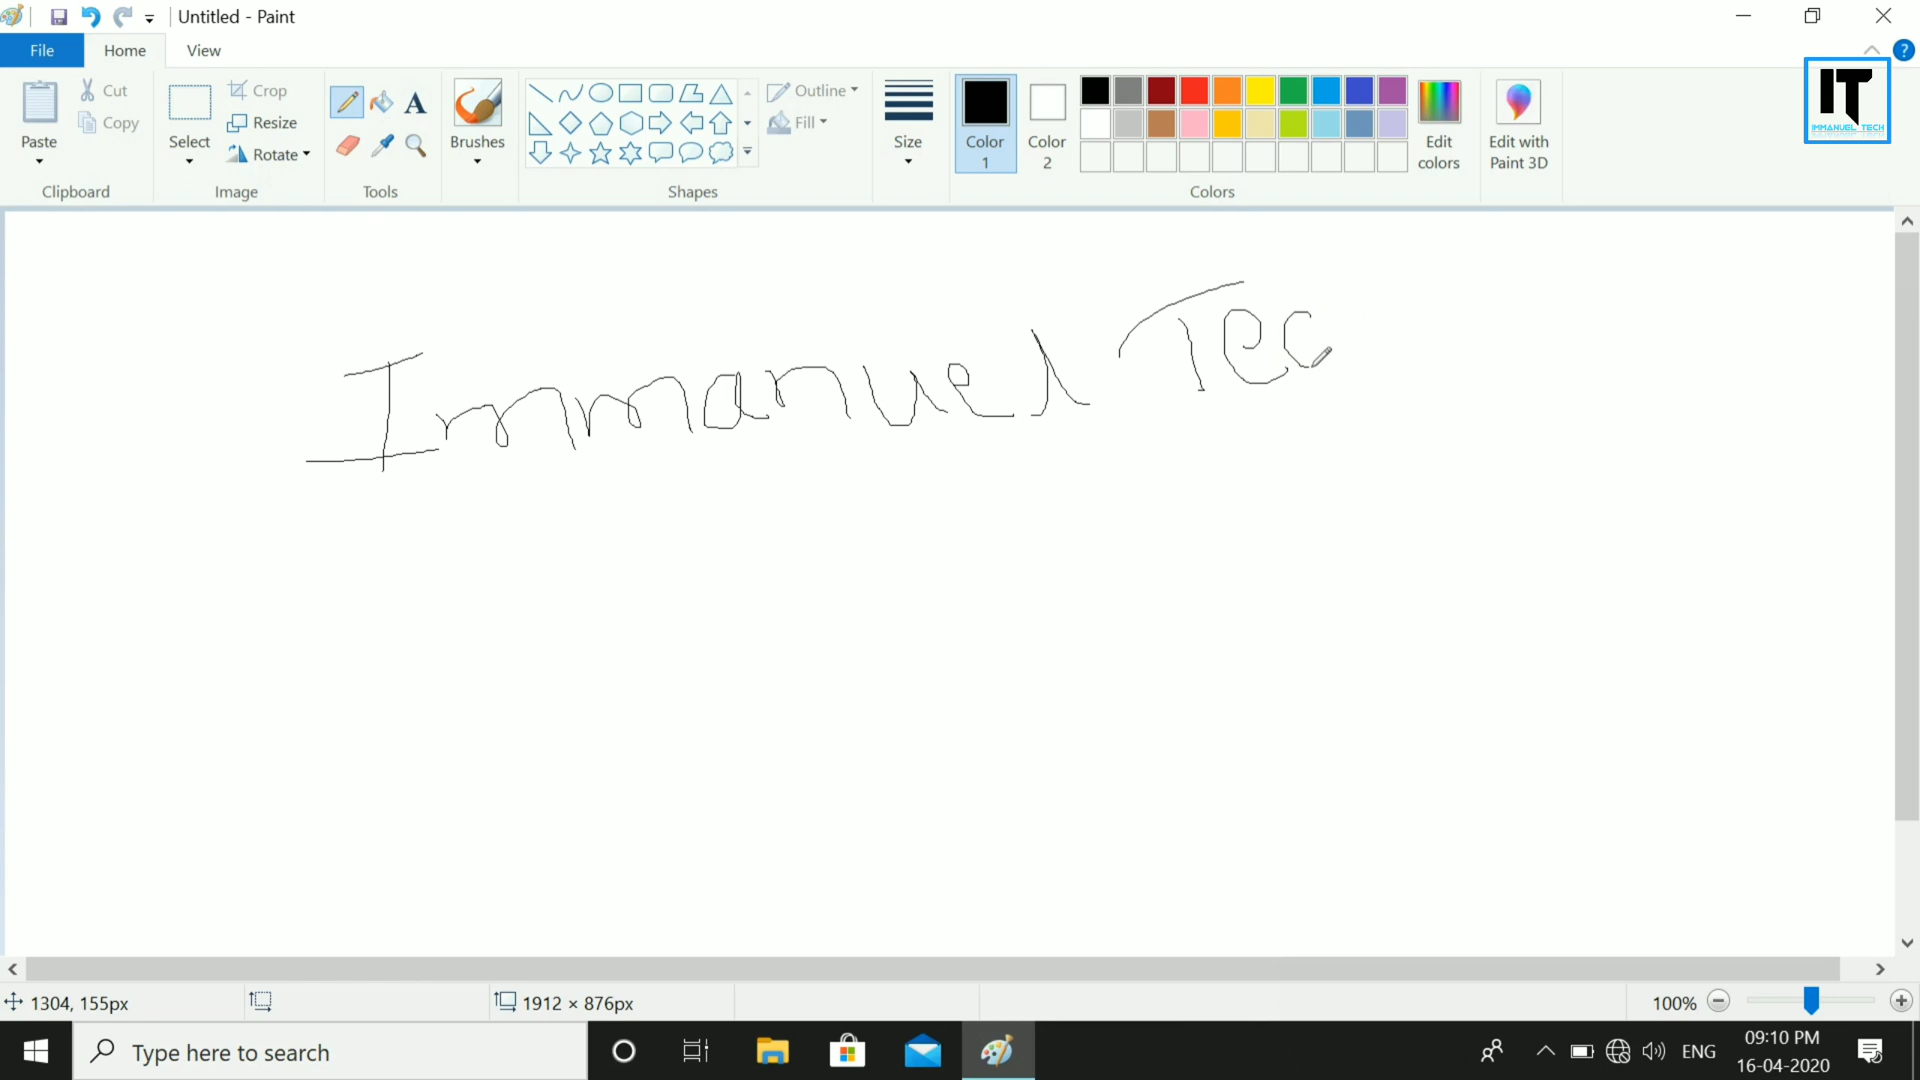 Untitled - Paint
File Home View
Cut Crop Outline
Copy Resize Fill
Rotate
Paste Select Brushes Size Color 1 Color 2 Edit colors Edit with Paint 3D
Clipboard Image Tools Shapes Colors
IT
IMMANUEL TECH
Immanuel Tec
1304, 155px 1912 × 876px 100%
Type here to search
ENG 09:10 PM
16-04-2020